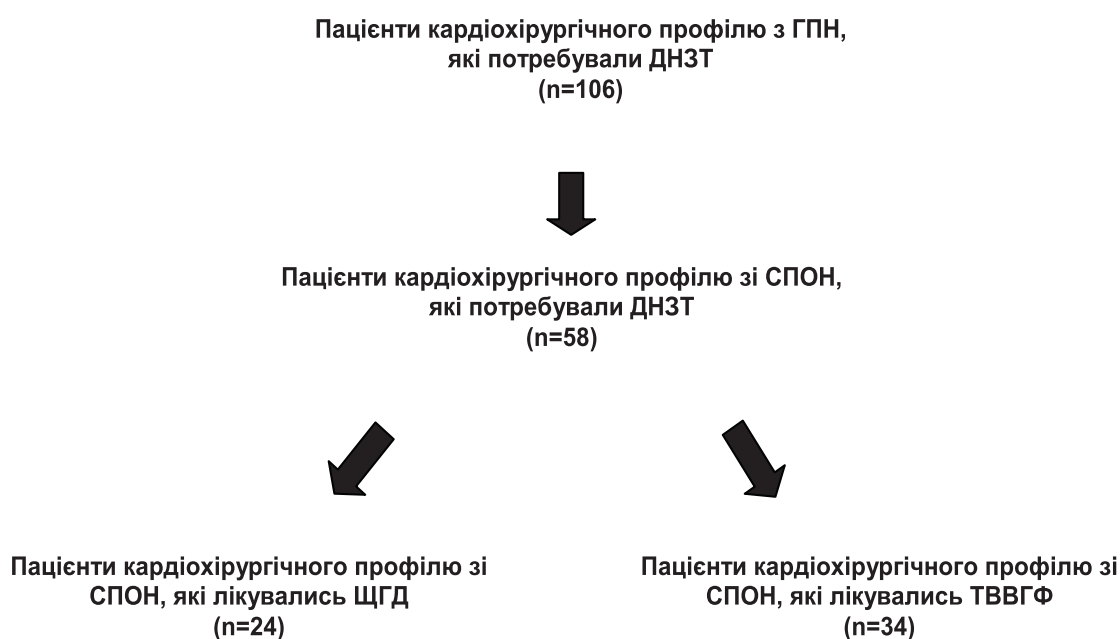 Пацієнти кардіохірургічного профілю з ГПН,
які потребували ДНЗТ
(n=106)
Пацієнти кардіохірургічного профілю зі СПОН,
які потребували ДНЗТ
(n=58)
Пацієнти кардіохірургічного профілю зі
СПОН, які лікувались ЩГД
(n=24)
Пацієнти кардіохірургічного профілю зі
СПОН, які лікувались ТВВГФ
(n=34)